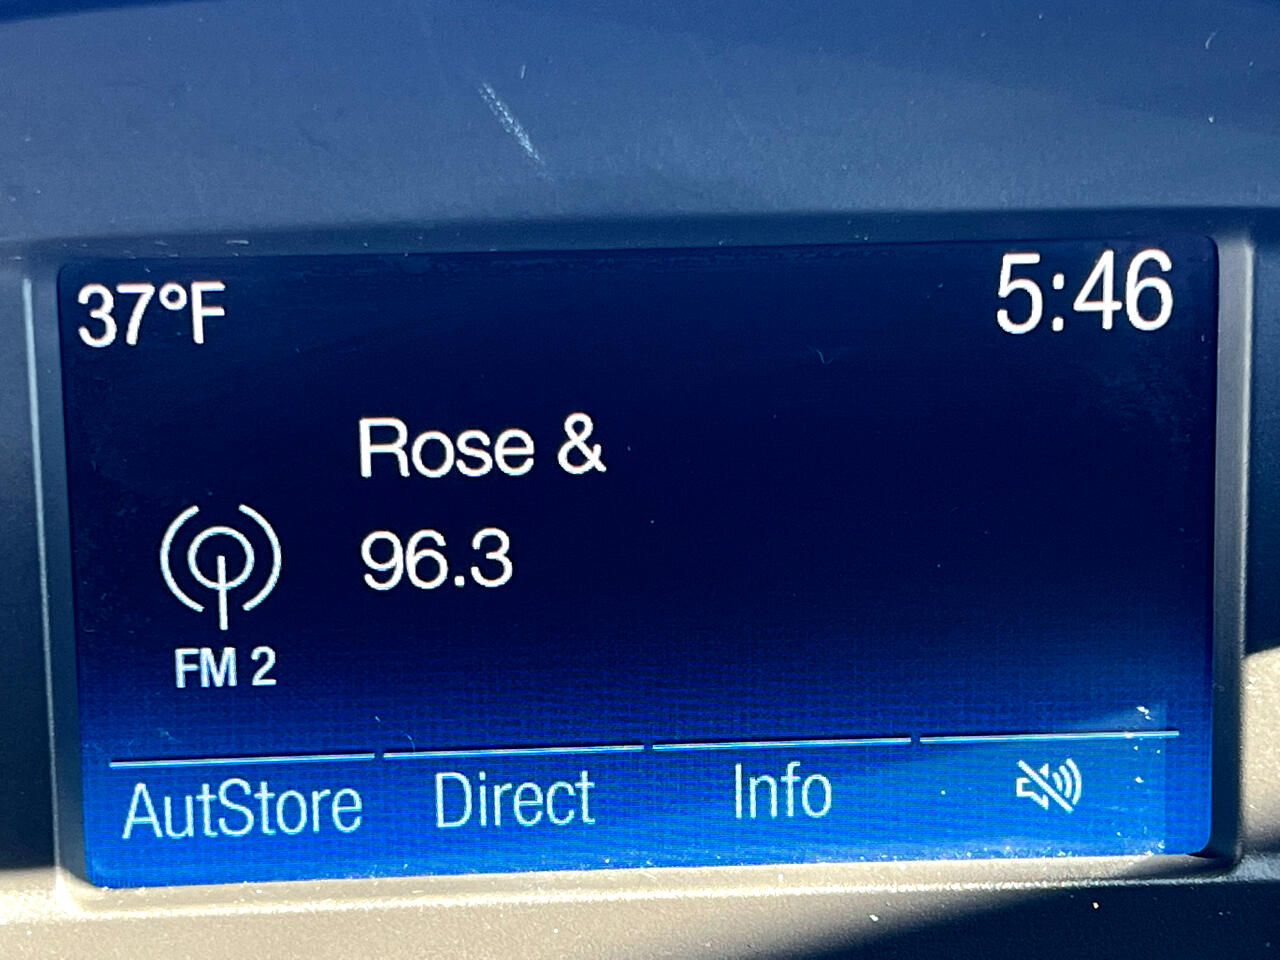 37°F
5:46
Rose &
96.3
FM 2
AutStore
Direct
Info